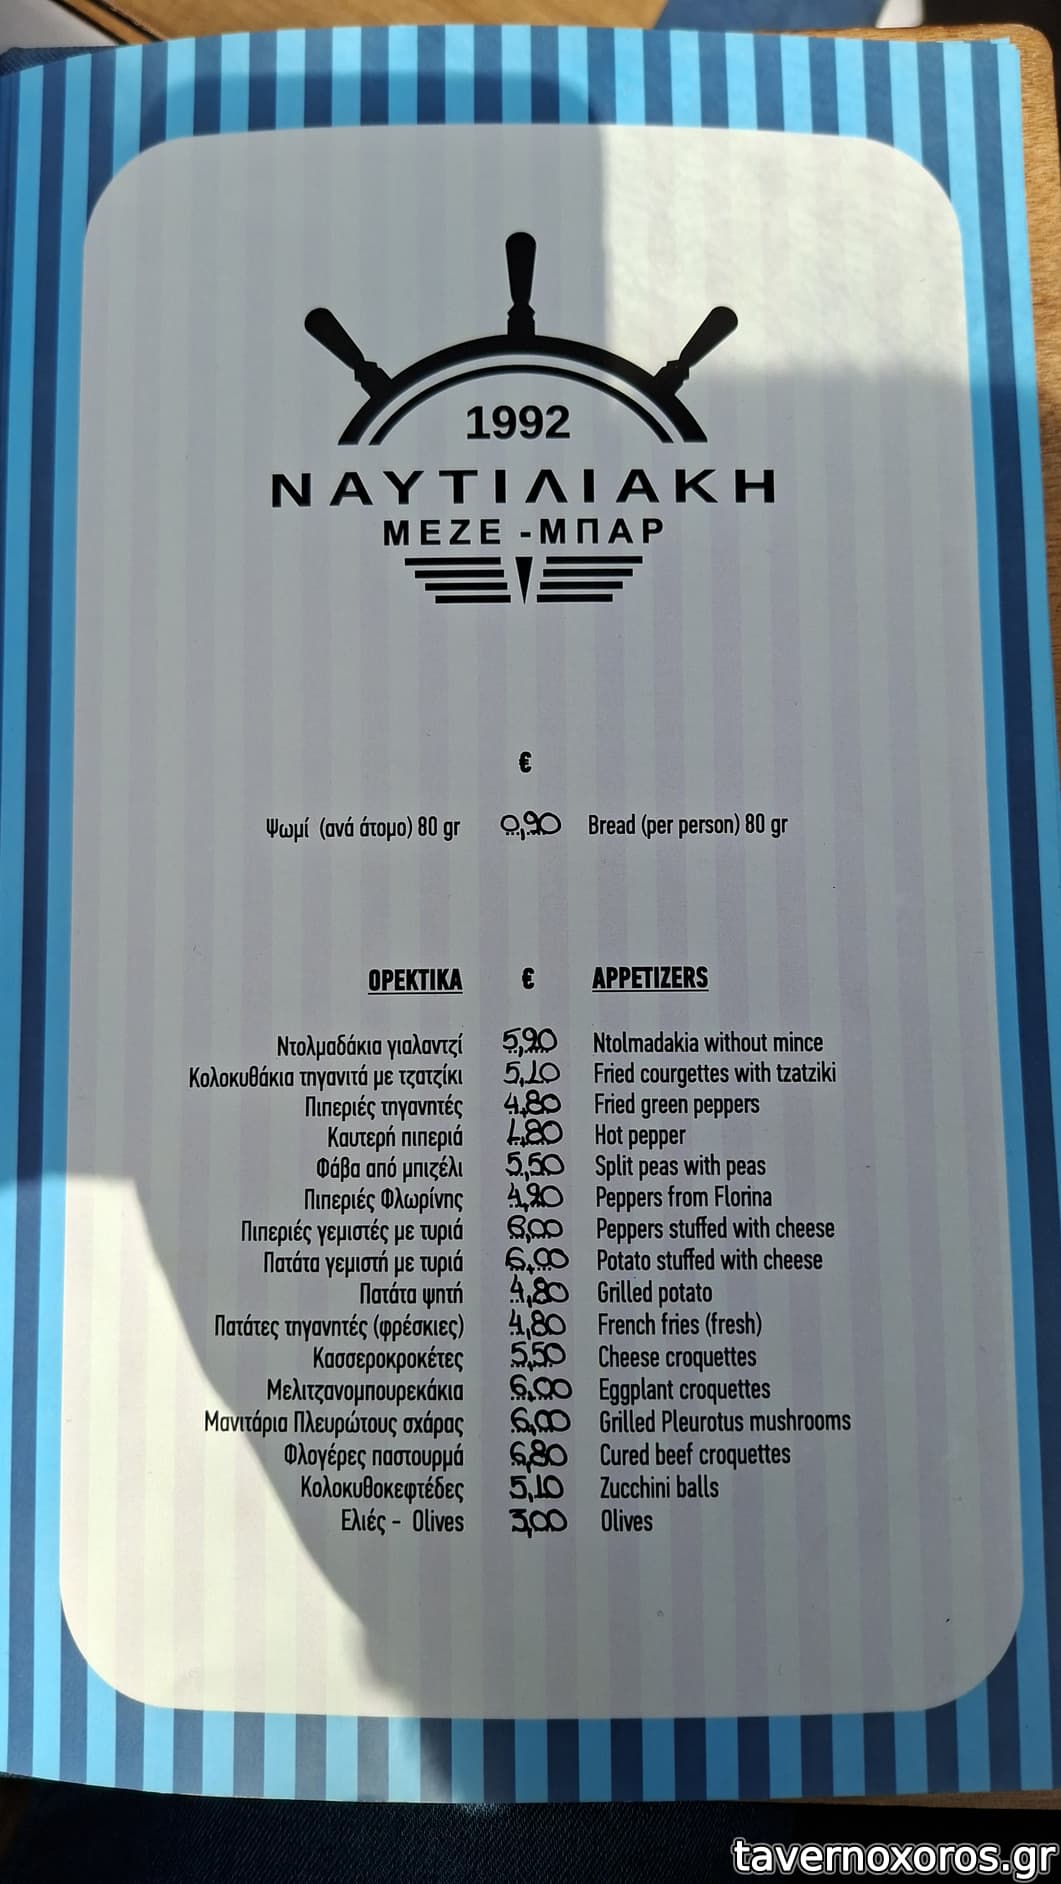 1992
ΝΑΥΤΙΛΙΑΚΗ
ΜΕΖΕ -ΜΠΑΡ
€
Ψωμί (ανά άτομο) 80 gr 0,90 Bread (per person) 80 gr
ΟΡΕΚΤΙΚΑ € APPETIZERS
Ντολμαδάκια γιαλαντζί 5,90 Ntolmadakia without mince
Κολοκυθάκια τηγανιτά με τζατζίκι 5,10 Fried courgettes with tzatziki
Πιπεριές τηγανητές 4,80 Fried green peppers
Καυτερή πιπεριά 4,80 Hot pepper
Φάβα από μπιζέλι 5,50 Split peas with peas
Πιπεριές Φλωρίνης 4,90 Peppers from Florina
Πιπεριές γεμιστές με τυριά 6,00 Peppers stuffed with cheese
Πατάτα γεμιστή με τυριά 6,00 Potato stuffed with cheese
Πατάτα ψητή 4,80 Grilled potato
Πατάτες τηγανητές (φρέσκιες) 4,80 French fries (fresh)
Κασσεροκροκέτες 5,50 Cheese croquettes
Μελιτζανομπουρεκάκια 6,00 Eggplant croquettes
Μανιτάρια Πλευρώτους σχάρας 6,00 Grilled Pleurotus mushrooms
Φλογέρες παστουρμά 6,80 Cured beef croquettes
Κολοκυθοκεφτέδες 5,10 Zucchini balls
Ελιές - Olives 3,00 Olives
tavernoxoros.gr